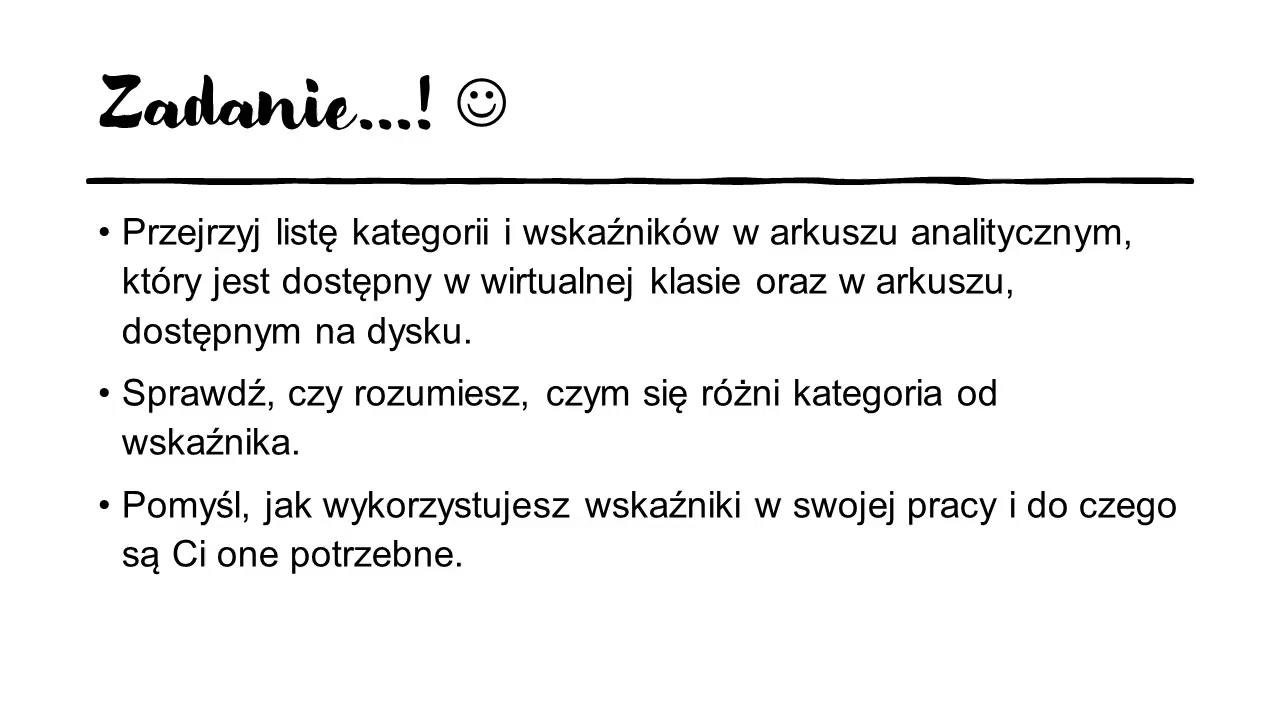 Zadanie...! ☺
• Przejrzyj listę kategorii i wskaźników w arkuszu analitycznym,
który jest dostępny w wirtualnej klasie oraz w arkuszu,
dostępnym na dysku.
• Sprawdź, czy rozumiesz, czym się różni kategoria od
wskaźnika.
• Pomyśl, jak wykorzystujesz wskaźniki w swojej pracy i do czego
są Ci one potrzebne.